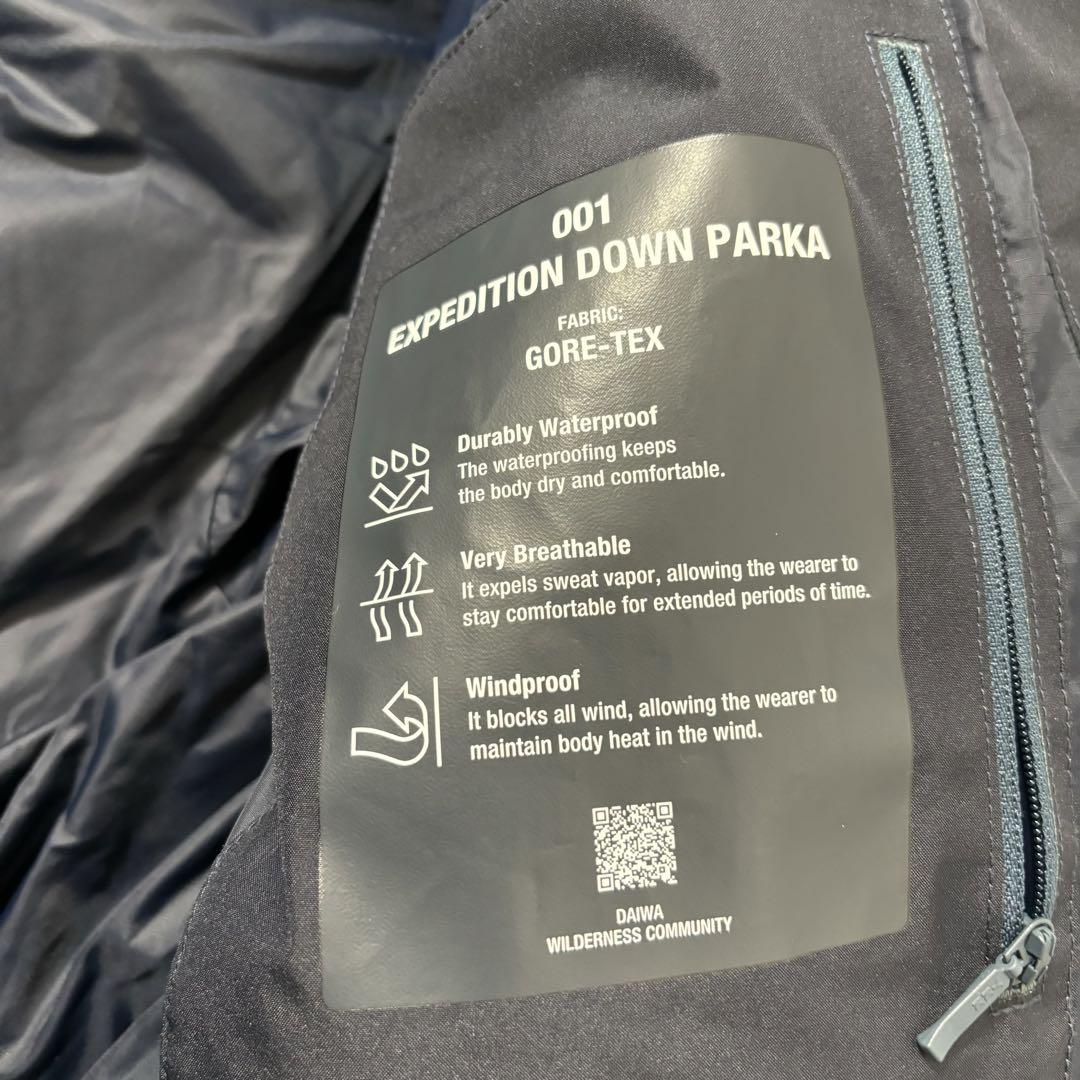 001
EXPEDITION DOWN PARKA
FABRIC:
GORE-TEX
Durably Waterproof
The waterproofing keeps
the body dry and comfortable.
Very Breathable
It expels sweat vapor, allowing the wearer to
stay comfortable for extended periods of time.
Windproof
It blocks all wind, allowing the wearer to
maintain body heat in the wind.
DAIWA
WILDERNESS COMMUNITY